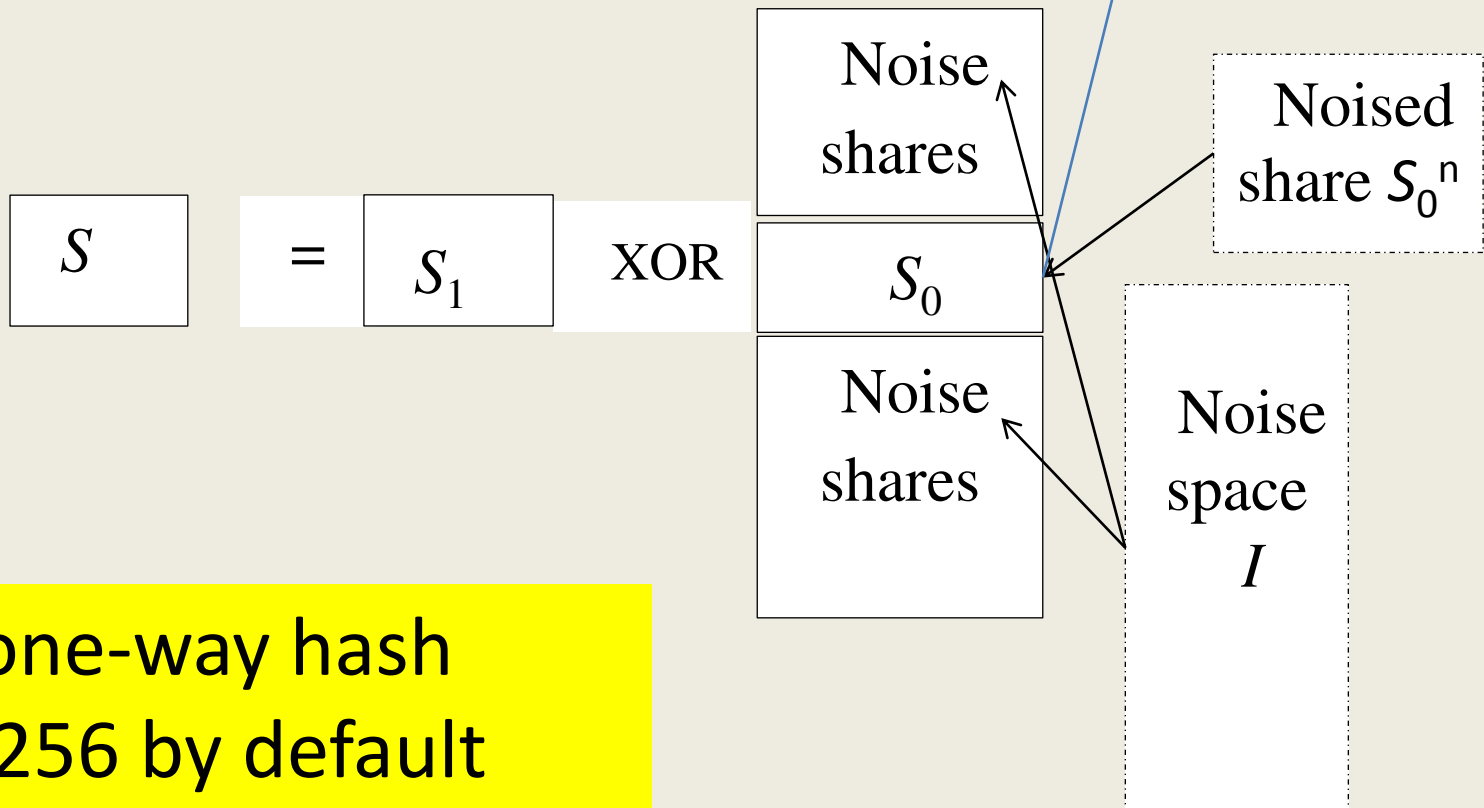 Noise
shares
Noised
share S₀ⁿ
S = S₁ XOR S₀
Noise
shares
Noise
space
I
one-way hash
256 by default